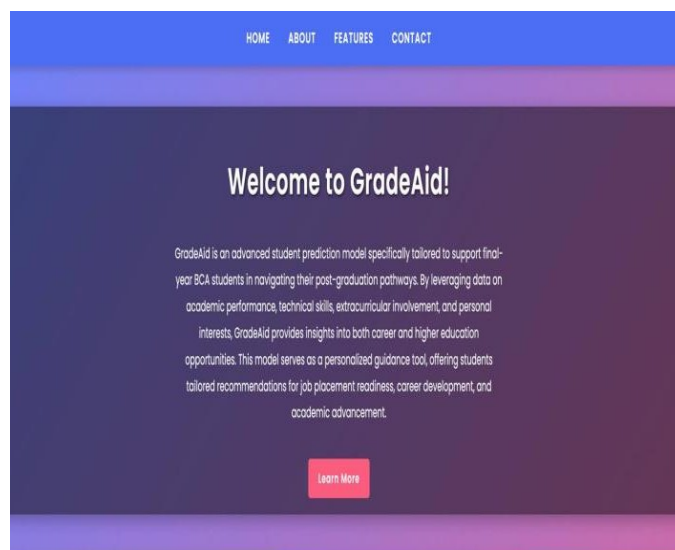 HOME ABOUT FEATURES CONTACT
Welcome to GradeAid!
GradeAid is an advanced student prediction model specifically tailored to support final-
year BCA students in navigating their post-graduation pathways. By leveraging data on
academic performance, technical skills, extracurricular involvement, and personal
interests, GradeAid provides insights into both career and higher education
opportunities. This model serves as a personalized guidance tool, offering students
tailored recommendations for job placement readiness, career development, and
academic advancement.
Learn More